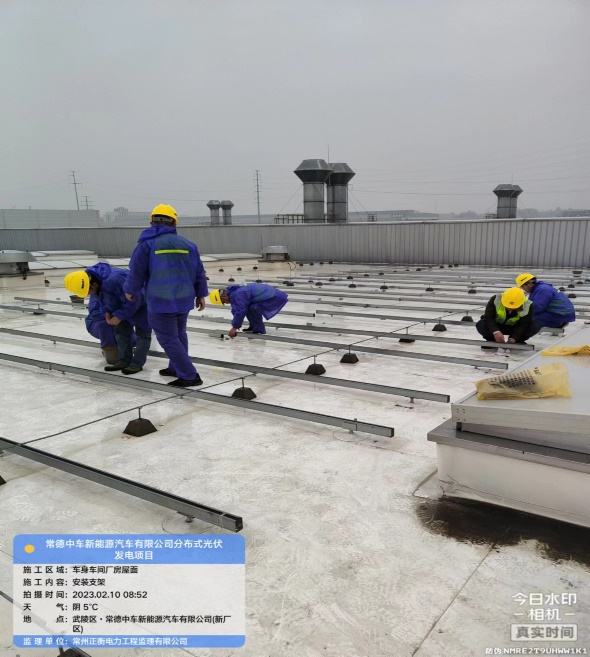 常德中车新能源汽车有限公司分布式光伏
发电项目
施工区域：车身车间厂房屋面
施工内容：安装支架
拍摄时间：2023.02.10 08:52
天　　气：阴 5℃
地　　点：武陵区·常德中车新能源汽车有限公司(新厂
区)
监理单位：常州正衡电力工程监理有限公司
今日水印
-相机-
真实时间
防伪 NMRE2T9UHWW1K1